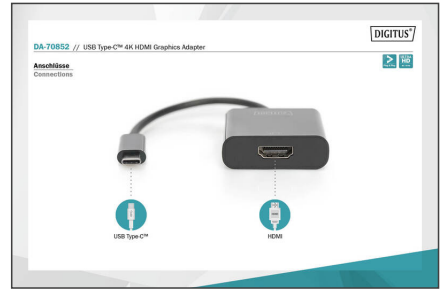 DIGITUS®
DA-70852 // USB Type-C™ 4K HDMI Graphics Adapter
Anschlüsse
Connections
HD
USB Type-C™
HDMI